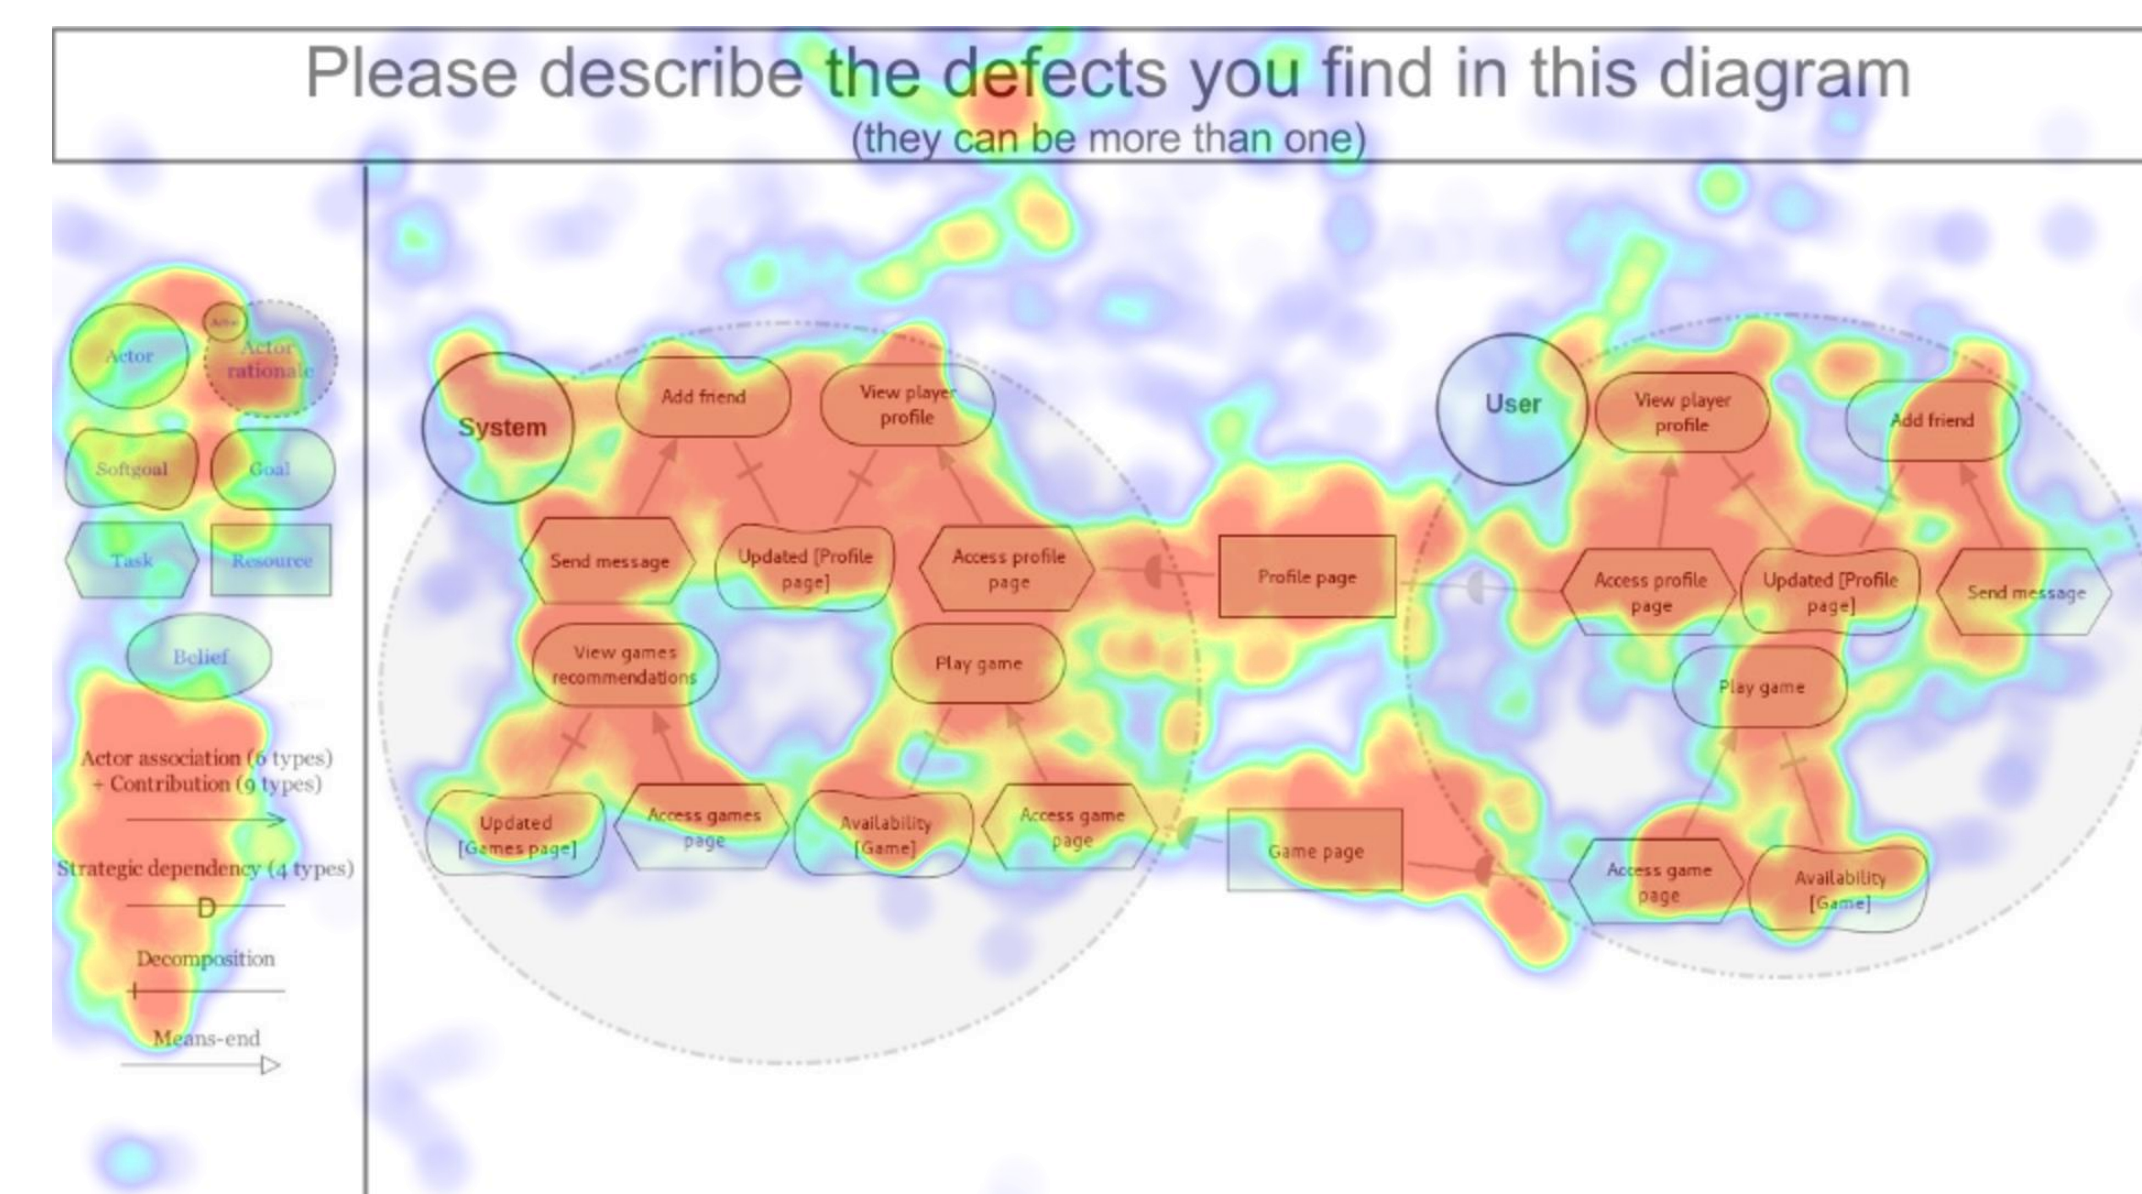 Please describe the defects you find in this diagram
(they can be more than one)
Actor
Actor
Actor
rationale
Softgoal
Goal
Task
Resource
Belief
Actor association (6 types)
+ Contribution (9 types)
Strategic dependency (4 types)
D
Decomposition
Means-end
System
Add friend
View player
profile
Send message
Updated [Profile
page]
Access profile
page
View games
recommendations
Play game
Updated
[Games page]
Access games
page
Availability
[Game]
Access game
page
Profile page
Game page
User
View player
profile
Add friend
Access profile
page
Updated [Profile
page]
Send message
Play game
Access game
page
Availability
[Game]